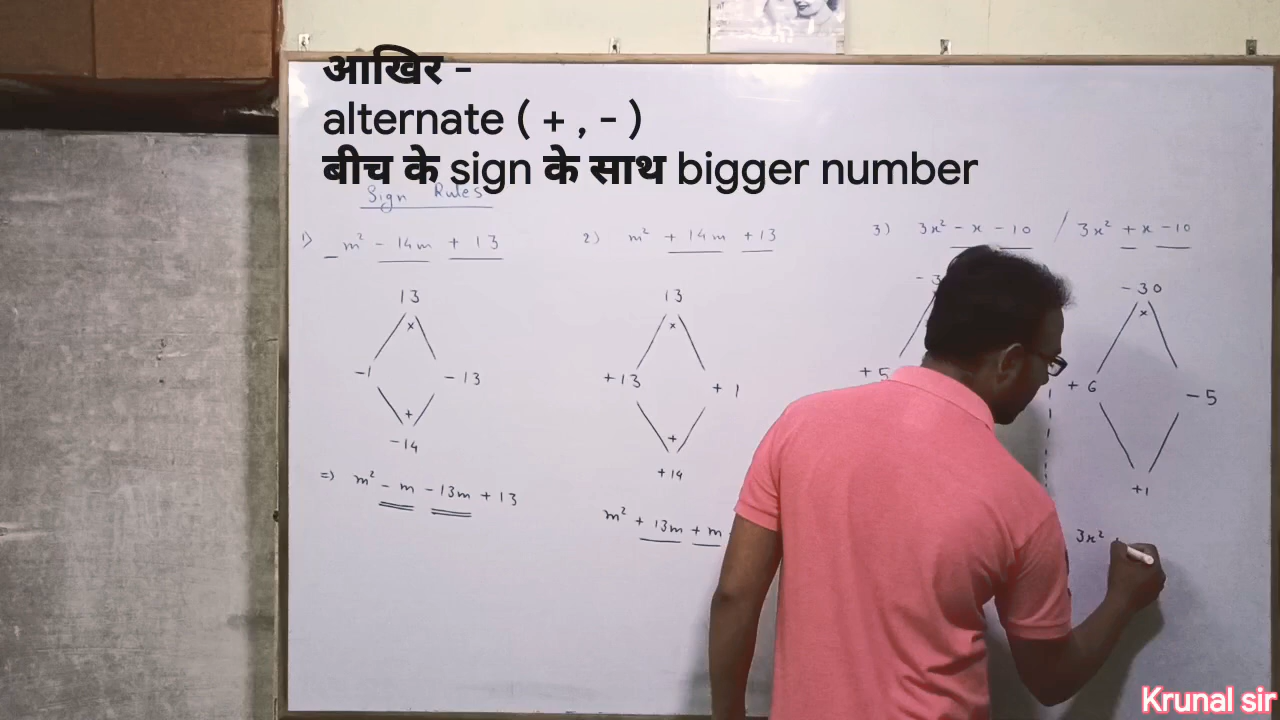 आखिर -
alternate ( + , - )
बीच के sign के साथ bigger number
Sign Rules
1) m² - 14m + 13
13
×
-1 -13
+
-14
=) m² - m - 13m + 13
2) m² + 14m + 13
13
×
+13 + 1
+
+14
m² + 13m + m
3) 3x² - x - 10 / 3x² + x - 10
- 3
+5
- 30
×
+ 6 - 5
+1
3x²
Krunal sir